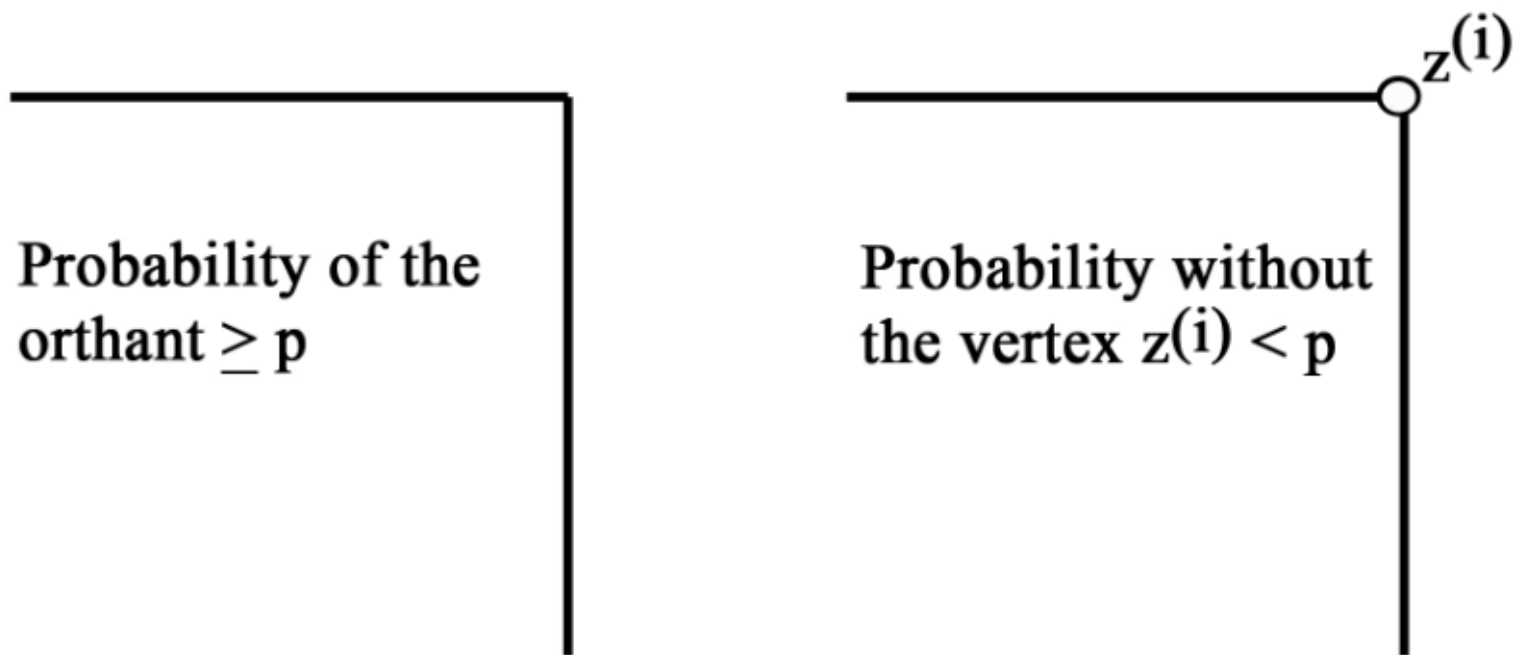 z(i)
Probability of the
orthant ≥ p
Probability without
the vertex z(i) < p